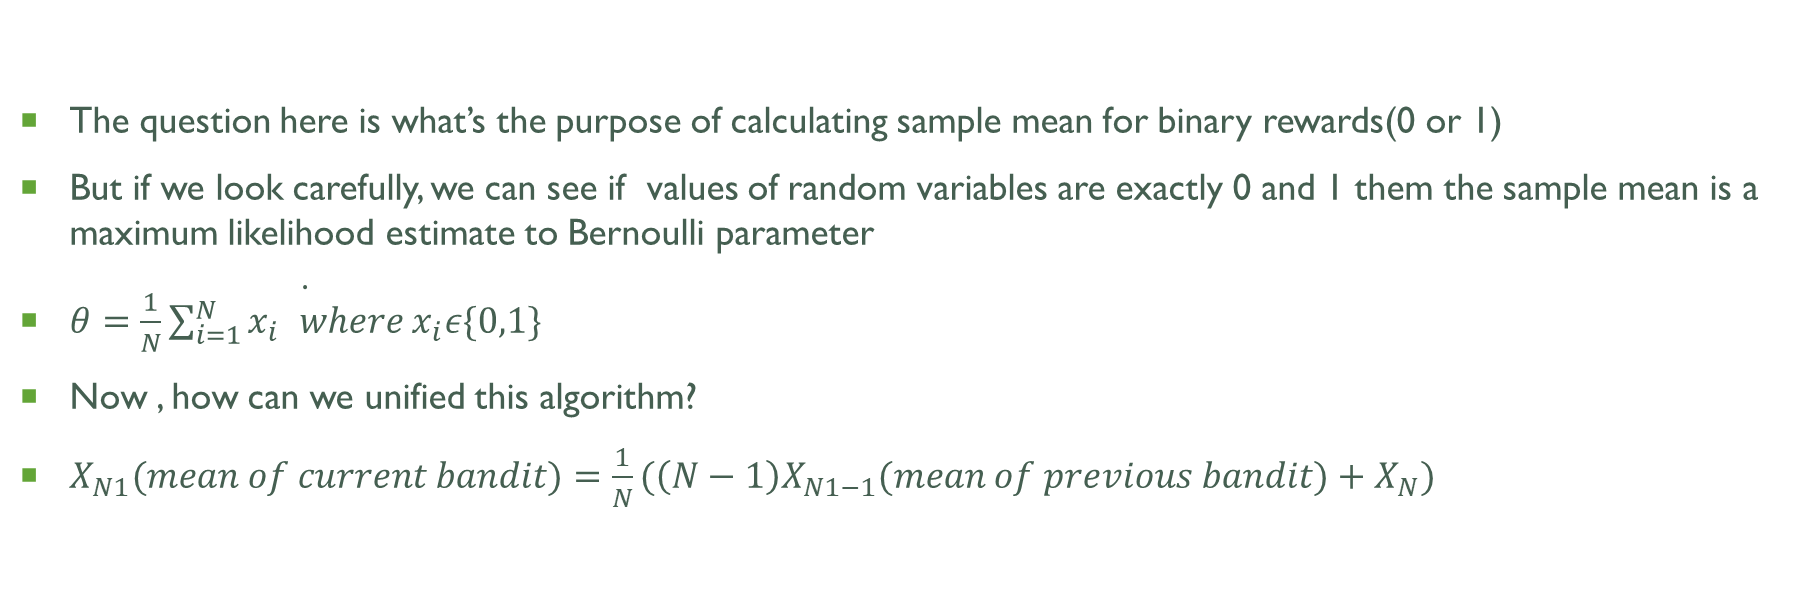 The question here is what's the purpose of calculating sample mean for binary rewards(0 or 1)
But if we look carefully, we can see if values of random variables are exactly 0 and 1 them the sample mean is a
maximum likelihood estimate to Bernoulli parameter
θ = 1/N ∑_{i=1}^{N} x_i where x_i ϵ{0,1}
Now , how can we unified this algorithm?
X_{N1}(mean of current bandit) = 1/N ((N − 1)X_{N1−1}(mean of previous bandit) + X_N)